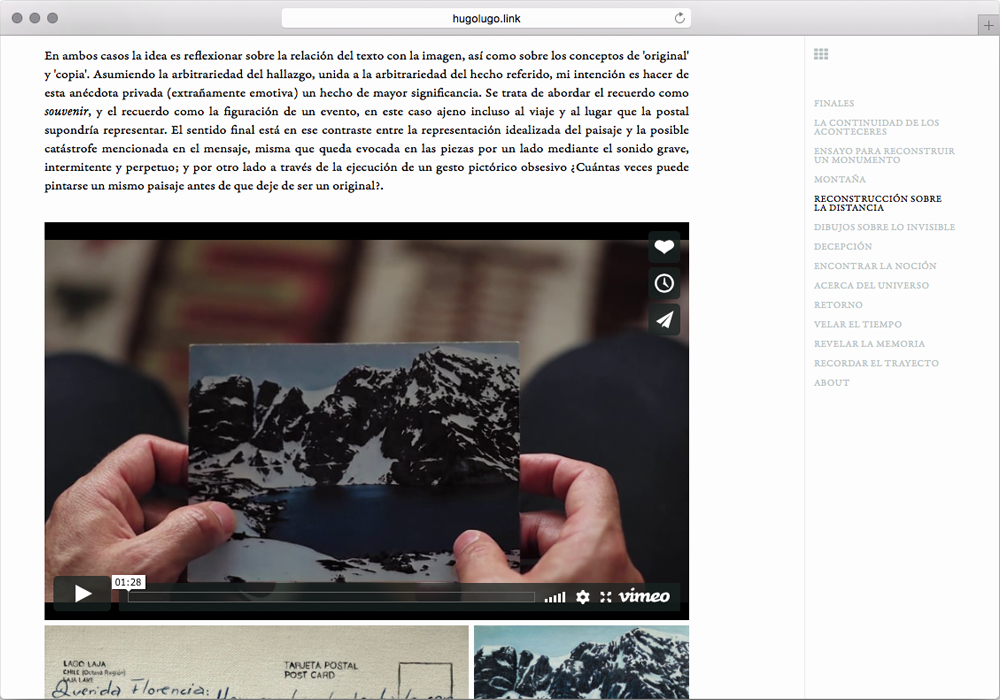 hugolugo.link
En ambos casos la idea es reflexionar sobre la relación del texto con la imagen, así como sobre los conceptos de 'original'
y 'copia'. Asumiendo la arbitrariedad del hallazgo, unida a la arbitrariedad del hecho referido, mi intención es hacer de
esta anécdota privada (extrañamente emotiva) un hecho de mayor significancia. Se trata de abordar el recuerdo como
souvenir, y el recuerdo como la figuración de un evento, en este caso ajeno incluso al viaje y al lugar que la postal
supondría representar. El sentido final está en ese contraste entre la representación idealizada del paisaje y la posible
catástrofe mencionada en el mensaje, misma que queda evocada en las piezas por un lado mediante el sonido grave,
intermitente y perpetuo; y por otro lado a través de la ejecución de un gesto pictórico obsesivo ¿Cuántas veces puede
pintarse un mismo paisaje antes de que deje de ser un original?.
01:28
vimeo
LAGO LAJA
CHILE (Octava Región)
LAJA LAKE
TARJETA POSTAL
POST CARD
Querida Florencia:
FINALES
LA CONTINUIDAD DE LOS
ACONTECERES
ENSAYO PARA RECONSTRUIR
UN MONUMENTO
MONTAÑA
RECONSTRUCCIÓN SOBRE
LA DISTANCIA
DIBUJOS SOBRE LO INVISIBLE
DECEPCIÓN
ENCONTRAR LA NOCIÓN
ACERCA DEL UNIVERSO
RETORNO
VELAR EL TIEMPO
REVELAR LA MEMORIA
RECORDAR EL TRAYECTO
ABOUT